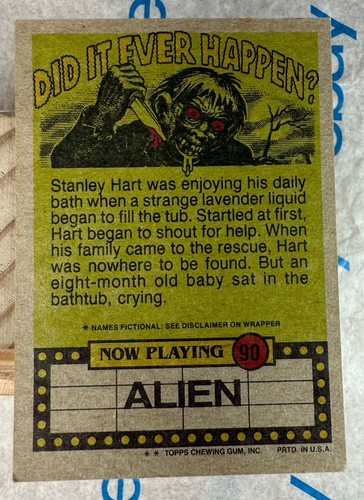 DID IT EVER HAPPEN?
Stanley Hart was enjoying his daily
bath when a strange lavender liquid
began to fill the tub. Startled at first,
Hart began to shout for help. When
his family came to the rescue, Hart
was nowhere to be found. But an
eight-month old baby sat in the
bathtub, crying.
* NAMES FICTIONAL: SEE DISCLAIMER ON WRAPPER
NOW PLAYING 90
ALIEN
* * TOPPS CHEWING GUM, INC. PRTD. IN U.S.A